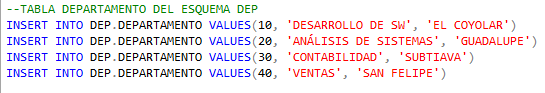 --TABLA DEPARTAMENTO DEL ESQUEMA DEP
INSERT INTO DEP.DEPARTAMENTO VALUES(10, 'DESARROLLO DE SW', 'EL COYOLAR')
INSERT INTO DEP.DEPARTAMENTO VALUES(20, 'ANÁLISIS DE SISTEMAS', 'GUADALUPE')
INSERT INTO DEP.DEPARTAMENTO VALUES(30, 'CONTABILIDAD', 'SUBTIAVA')
INSERT INTO DEP.DEPARTAMENTO VALUES(40, 'VENTAS', 'SAN FELIPE')